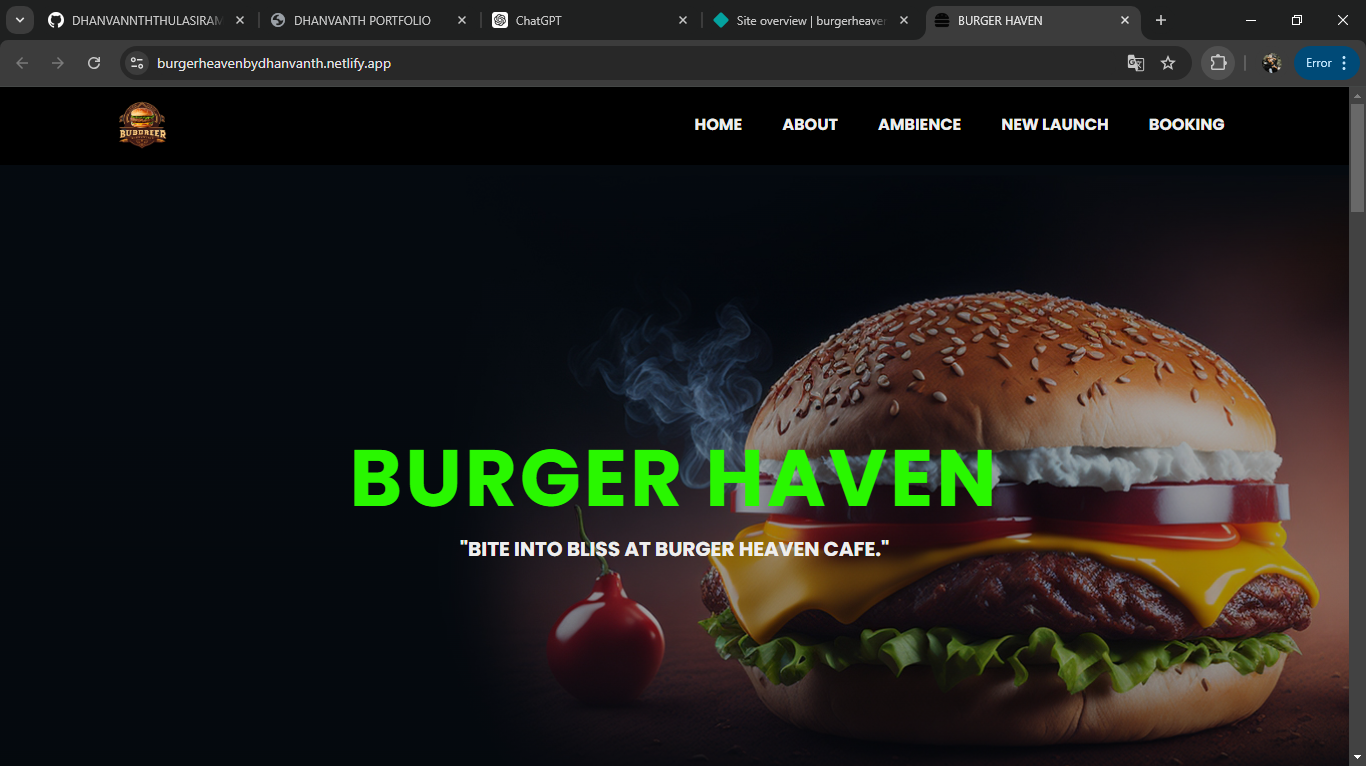 DHANVANNTHTHULASIRAM
DHANVANTH PORTFOLIO
ChatGPT
Site overview | burgerheaven
BURGER HAVEN
burgerheavenbydhanvanth.netlify.app
Error
BUDDREER
HOME
ABOUT
AMBIENCE
NEW LAUNCH
BOOKING
BURGER HAVEN
"BITE INTO BLISS AT BURGER HEAVEN CAFE."